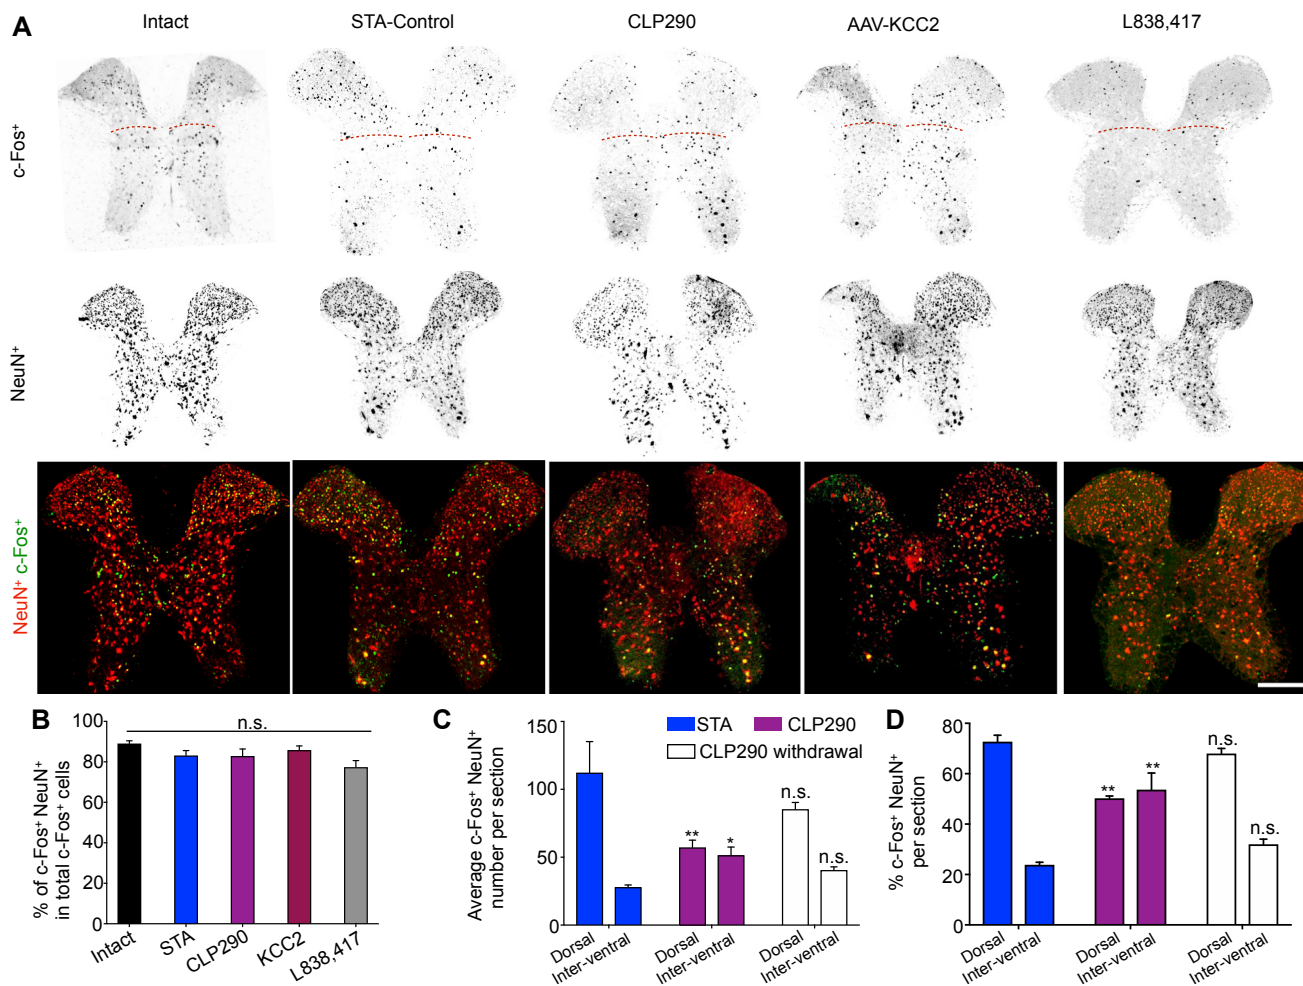 A
Intact
STA-Control
CLP290
AAV-KCC2
L838,417
c-Fos⁺
NeuN⁺
NeuN⁺ c-Fos⁺
B
% of c-Fos⁺ NeuN⁺
in total c-Fos⁺ cells
100
80
60
40
20
0
n.s.
Intact
STA
CLP290
KCC2
L838,417
C
Average c-Fos⁺ NeuN⁺
number per section
150
100
50
0
STA
CLP290
CLP290 withdrawal
**
*
n.s.
n.s.
Dorsal
Inter-ventral
Dorsal
Inter-ventral
Dorsal
Inter-ventral
D
% c-Fos⁺ NeuN⁺
per section
80
60
40
20
0
**
**
n.s.
n.s.
Dorsal
Inter-ventral
Dorsal
Inter-ventral
Dorsal
Inter-ventral